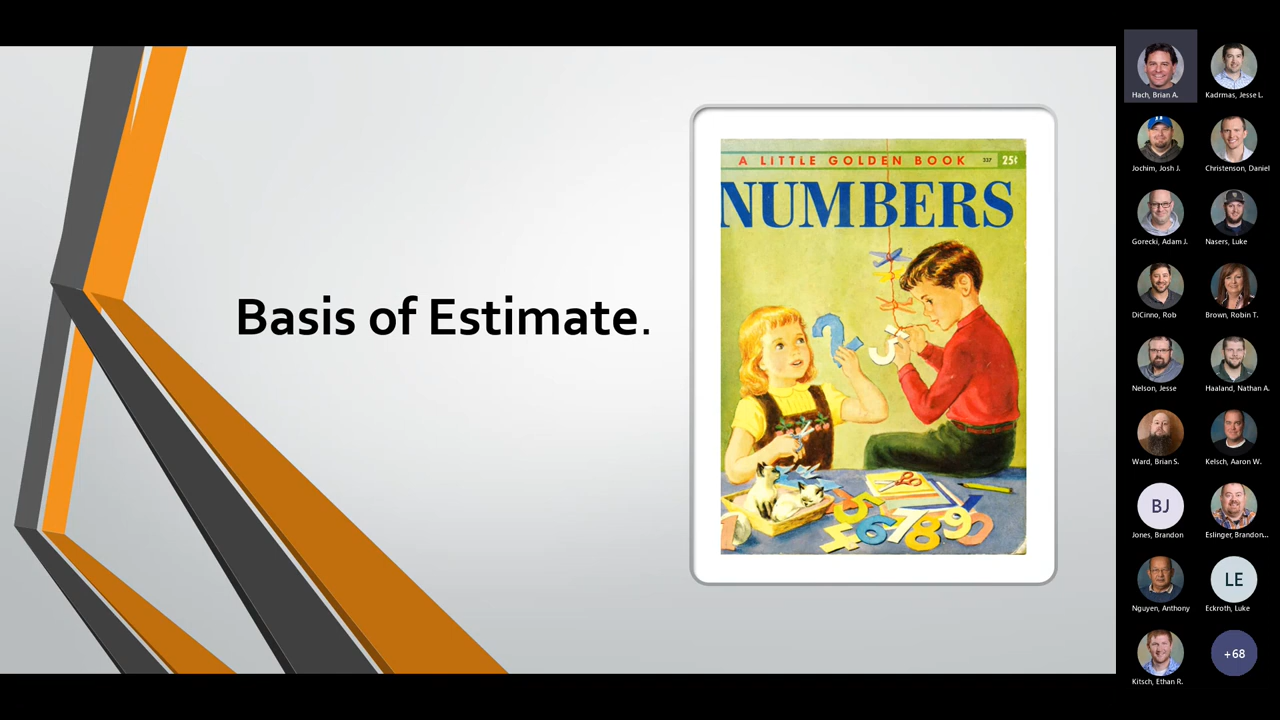 Basis of Estimate.
A LITTLE GOLDEN BOOK 337 25¢
NUMBERS
Hach, Brian A.
Kadrmas, Jesse L.
Jochim, Josh J.
Christenson, Daniel
Gorecki, Adam J.
Nasers, Luke
DiCinno, Rob
Brown, Robin T.
Nelson, Jesse
Haaland, Nathan A.
Ward, Brian S.
Kelsch, Aaron W.
BJ
Jones, Brandon
Eslinger, Brandon...
Nguyen, Anthony
LE
Eckroth, Luke
Kitsch, Ethan R.
+68